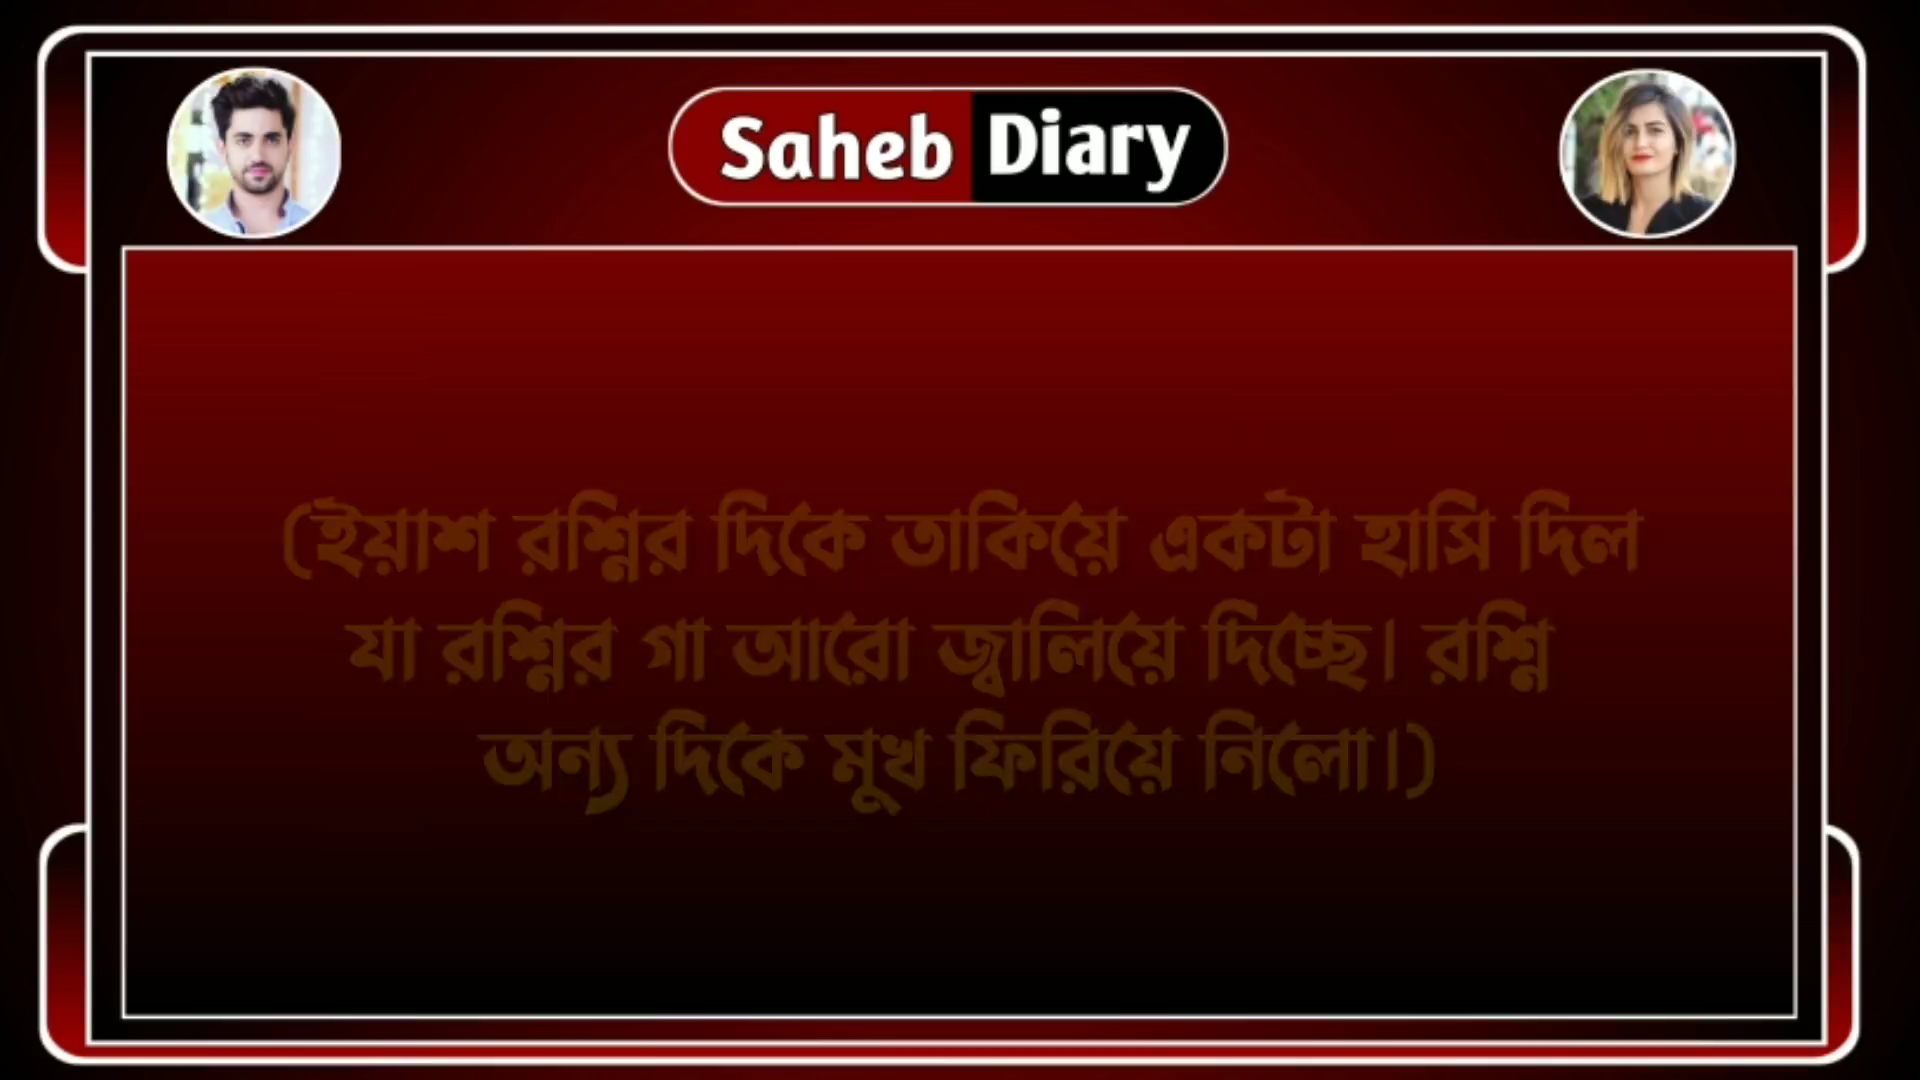 Saheb Diary
(ইয়াশ রশ্নির দিকে তাকিয়ে একটা হাসি দিল
যা রশ্নির গা আরো জ্বালিয়ে দিচ্ছে। রশ্নি
অন্য দিকে মুখ ফিরিয়ে নিলো।)